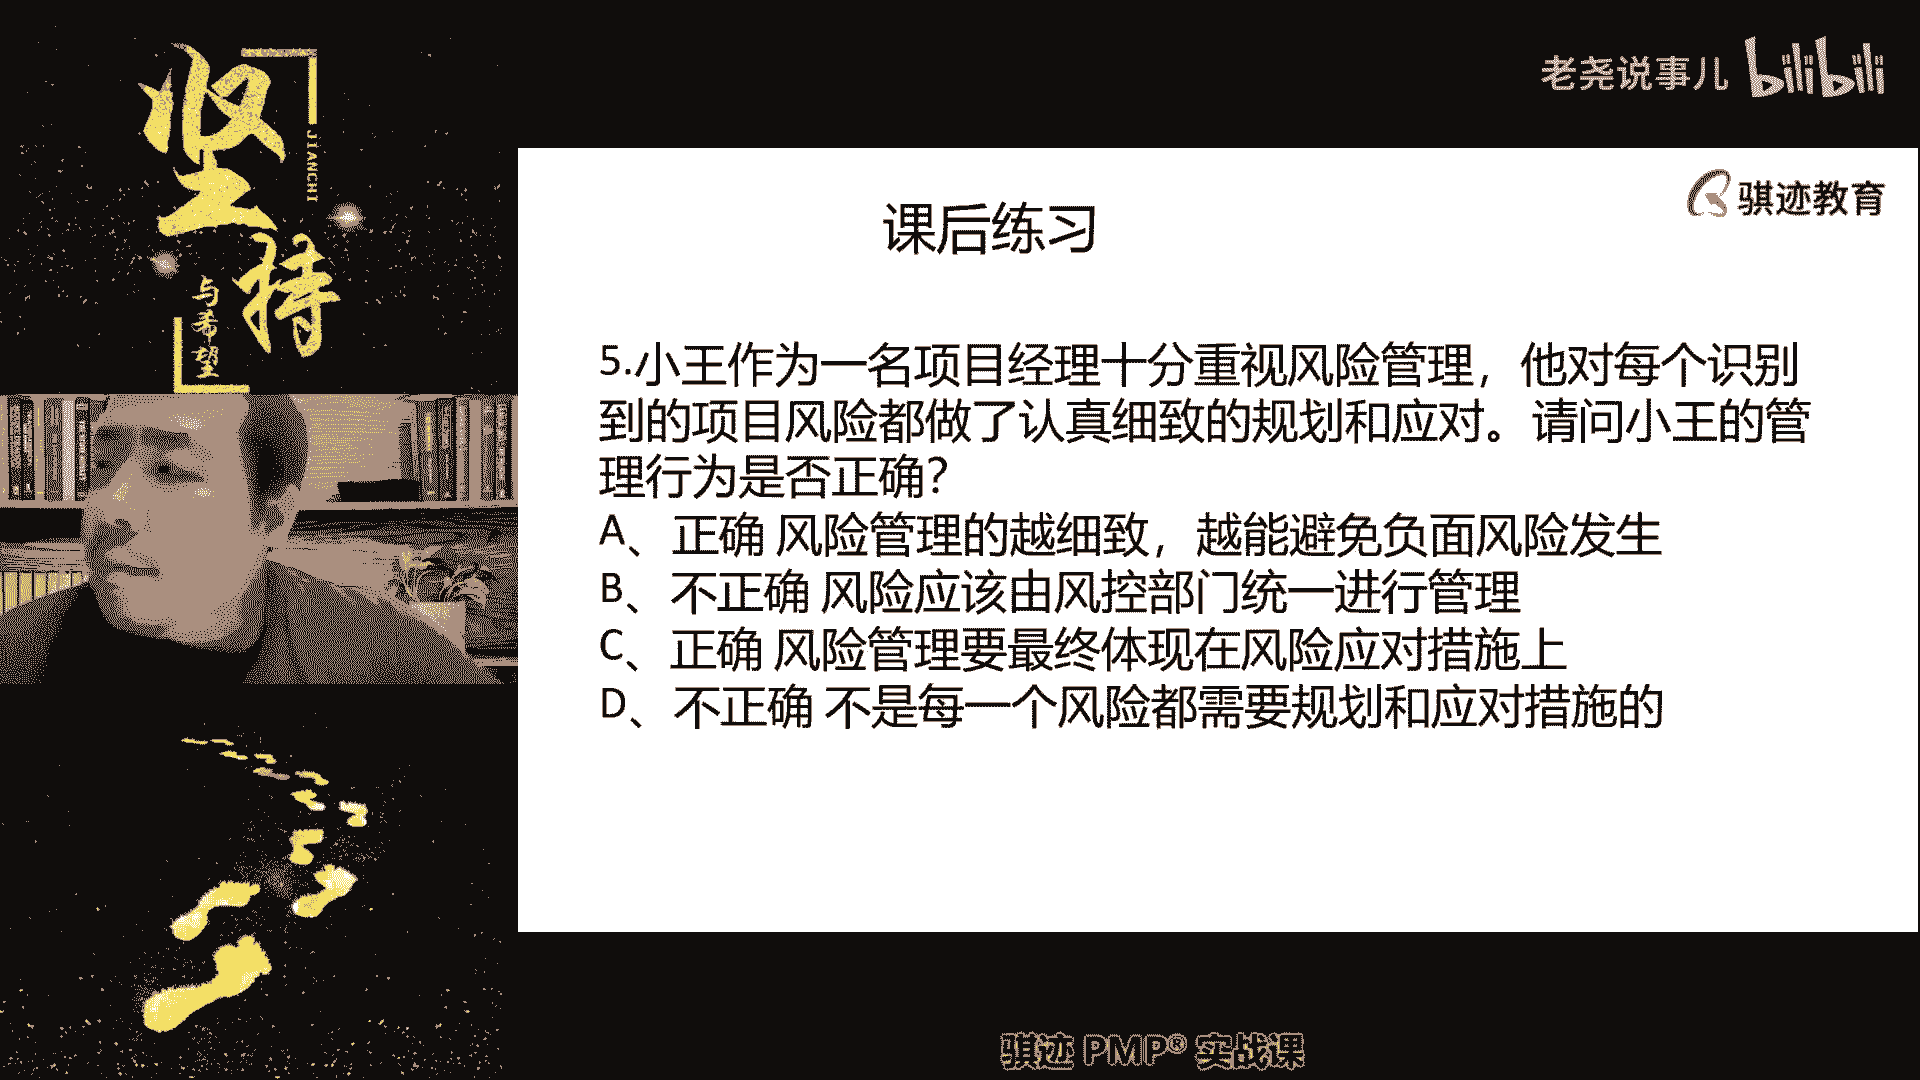 坚持
JIANCHI
与希望
老尧说事儿 bilibili
骐迹教育
课后练习
5.小王作为一名项目经理十分重视风险管理，他对每个识别
到的项目风险都做了认真细致的规划和应对。请问小王的管
理行为是否正确？
A、正确 风险管理的越细致，越能避免负面风险发生
B、不正确 风险应该由风控部门统一进行管理
C、正确 风险管理要最终体现在风险应对措施上
D、不正确 不是每一个风险都需要规划和应对措施的
骐迹 PMP® 实战课